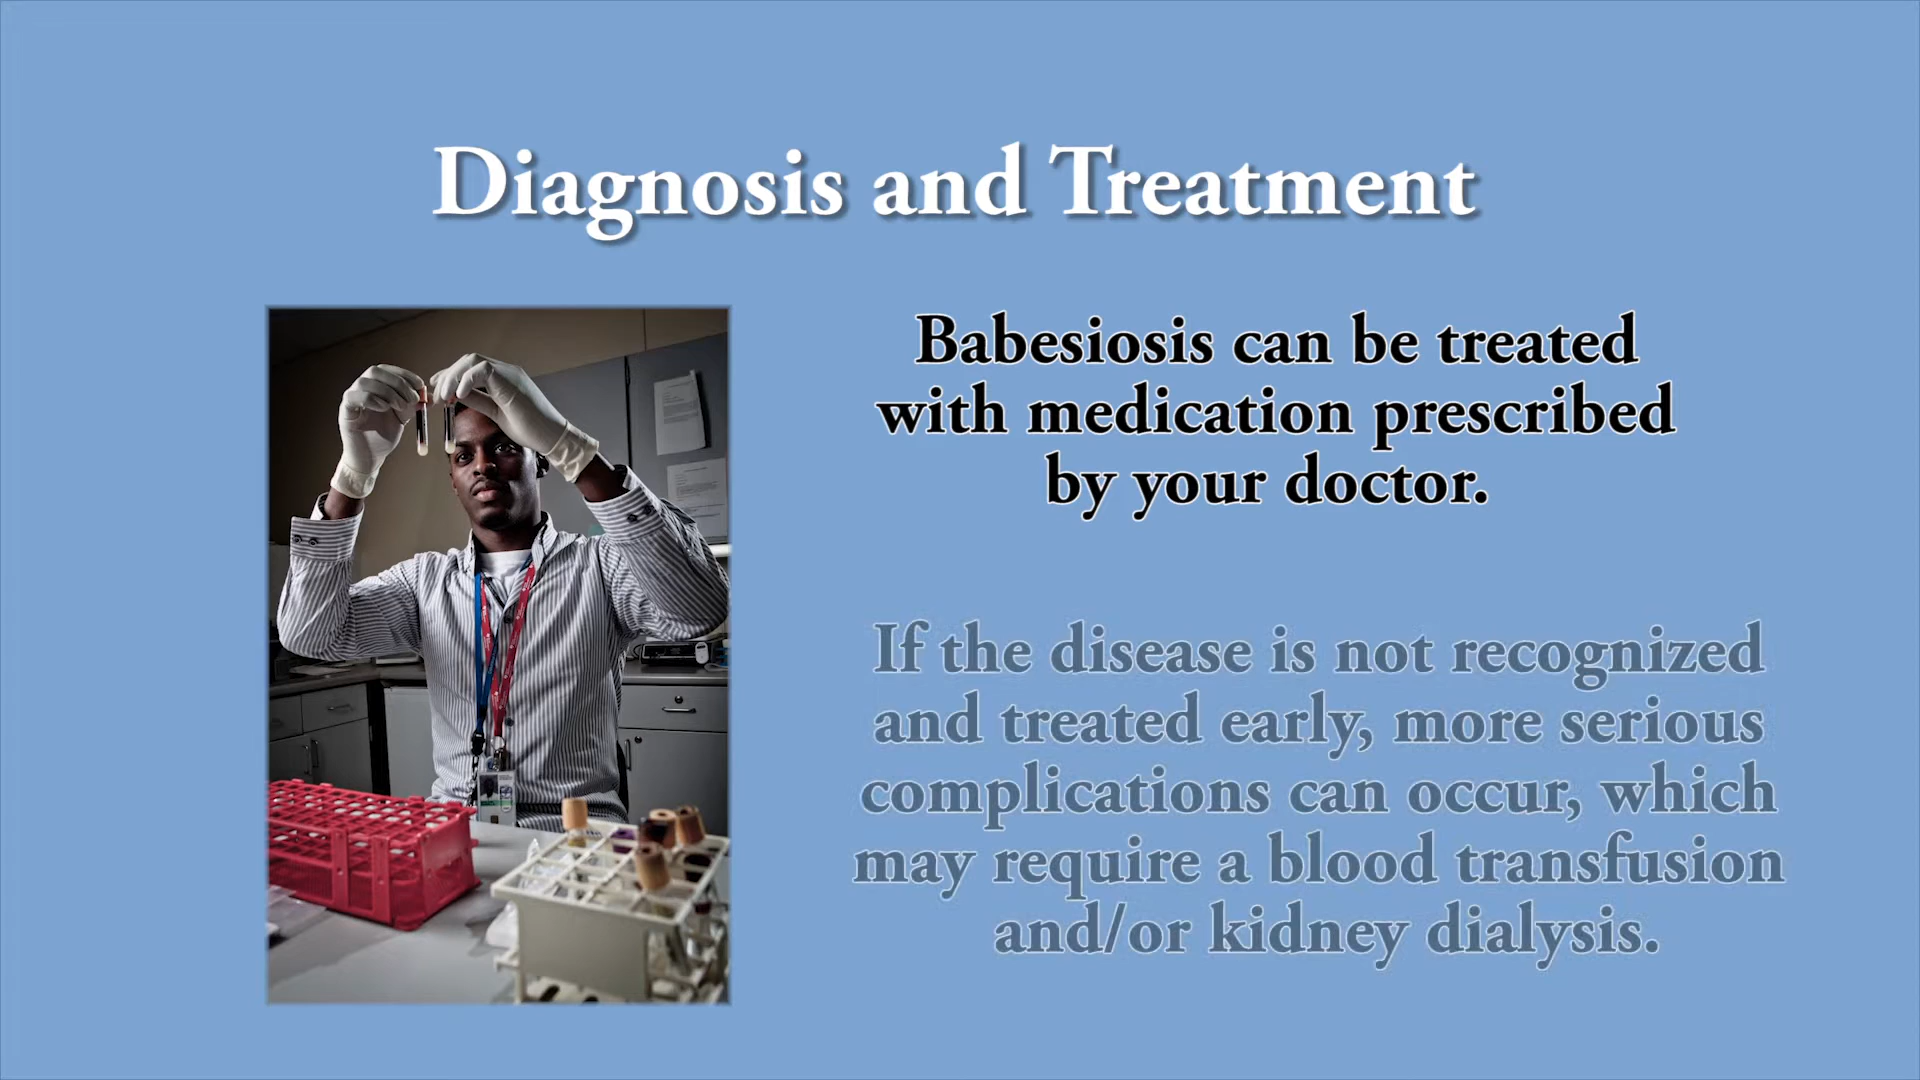 Diagnosis and Treatment
Babesiosis can be treated
with medication prescribed
by your doctor.
If the disease is not recognized
and treated early, more serious
complications can occur, which
may require a blood transfusion
and/or kidney dialysis.